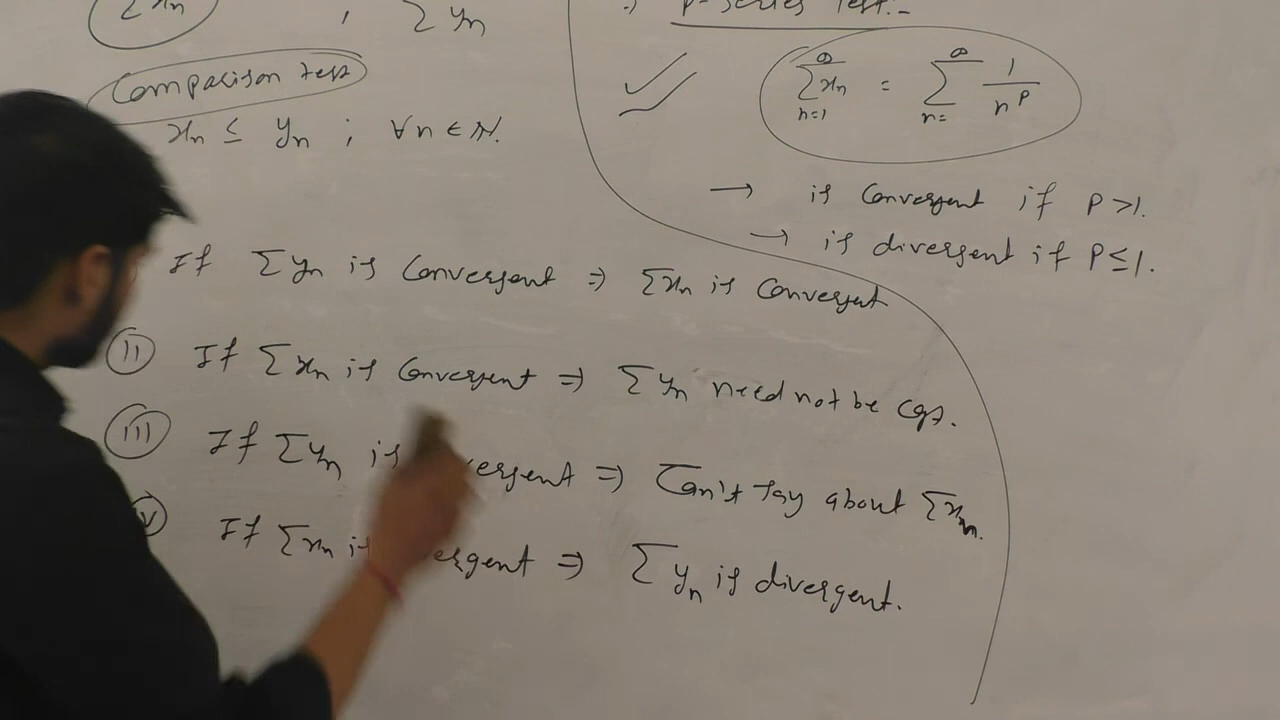 Σxn , Σyn
Comparison test
xn ≤ yn ; ∀n ∈ N.
If Σyn is Convergent ⇒ Σxn is Convergent
(ii) If Σxn is Convergent ⇒ Σyn need not be cgt.
(iii) If Σyn is ergent ⇒ Can't say about Σxn.
If Σxn is ergent ⇒ Σyn is divergent.
P-Series Test:-
∞ Σ n=1 xn = ∞ Σ n= 1/n^p
→ is Convergent if P>1.
→ is divergent if P≤1.